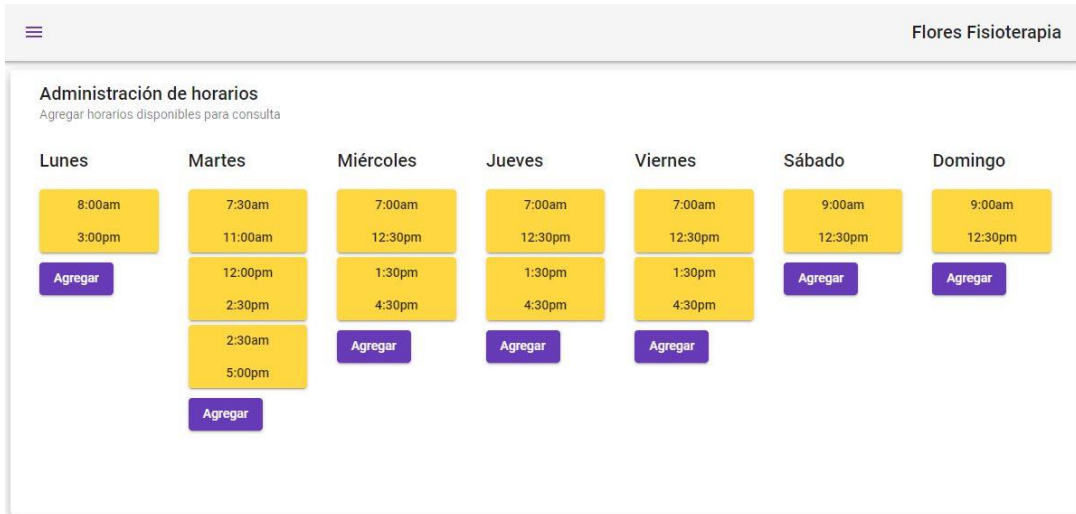 Flores Fisioterapia
Administración de horarios
Agregar horarios disponibles para consulta
Lunes
8:00am
3:00pm
Agregar
Martes
7:30am
11:00am
12:00pm
2:30pm
2:30am
5:00pm
Agregar
Miércoles
7:00am
12:30pm
1:30pm
4:30pm
Agregar
Jueves
7:00am
12:30pm
1:30pm
4:30pm
Agregar
Viernes
7:00am
12:30pm
1:30pm
4:30pm
Agregar
Sábado
9:00am
12:30pm
Agregar
Domingo
9:00am
12:30pm
Agregar